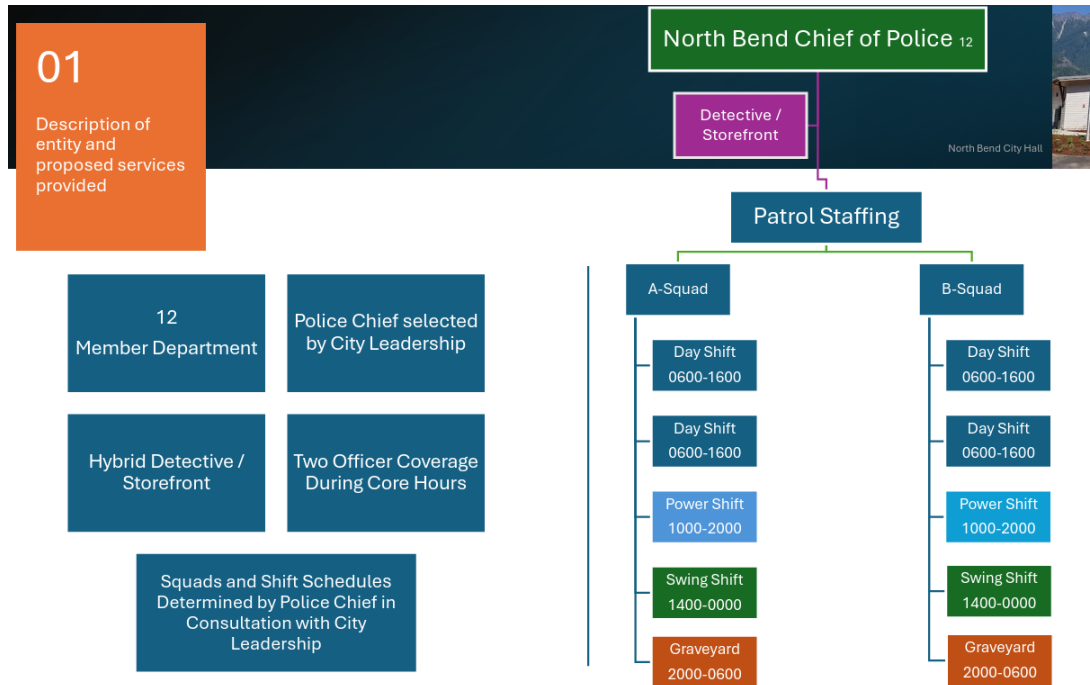 01
Description of
entity and
proposed services
provided
North Bend Chief of Police 12
Detective /
Storefront
North Bend City Hall
12
Member Department
Police Chief selected
by City Leadership
Hybrid Detective /
Storefront
Two Officer Coverage
During Core Hours
Squads and Shift Schedules
Determined by Police Chief in
Consultation with City
Leadership
Patrol Staffing
A-Squad
Day Shift
0600-1600
Day Shift
0600-1600
Power Shift
1000-2000
Swing Shift
1400-0000
Graveyard
2000-0600
B-Squad
Day Shift
0600-1600
Day Shift
0600-1600
Power Shift
1000-2000
Swing Shift
1400-0000
Graveyard
2000-0600